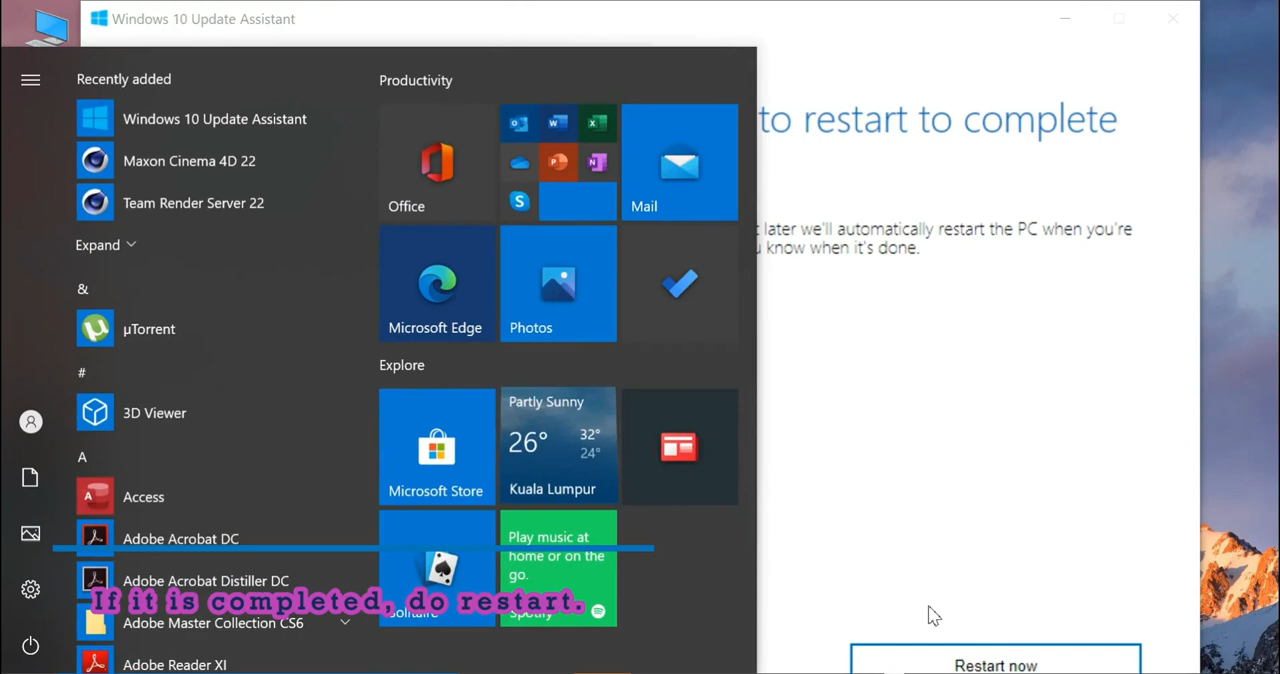 Windows 10 Update Assistant
Recently added
Windows 10 Update Assistant
Maxon Cinema 4D 22
Team Render Server 22
Expand
&
µTorrent
#
3D Viewer
A
Access
Adobe Acrobat DC
Adobe Acrobat Distiller DC
Adobe Master Collection CS6
Adobe Reader XI
Productivity
Office
Mail
Microsoft Edge
Photos
Explore
Microsoft Store
Partly Sunny
26° 32°
24°
Kuala Lumpur
Solitaire
Play music at
home or on the
go.
Spotify
to restart to complete
later we'll automatically restart the PC when you're
know when it's done.
Restart now
If it is completed, do restart.